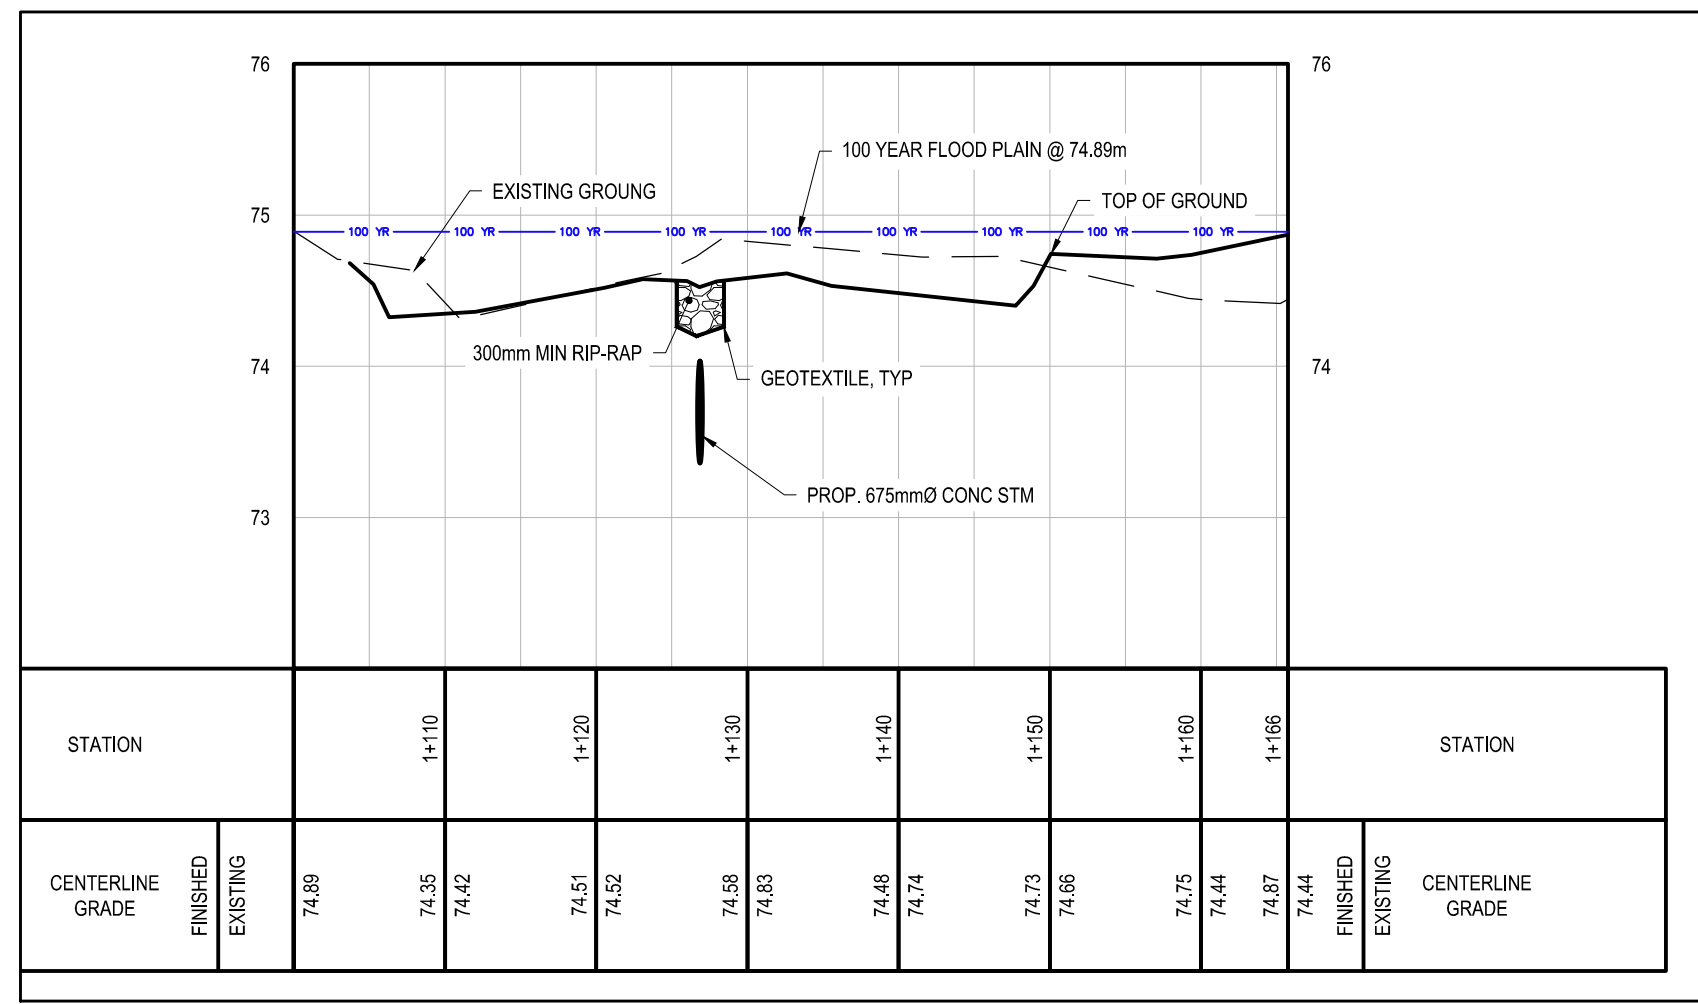 76
76
100 YEAR FLOOD PLAIN @ 74.89m
EXISTING GROUNG
TOP OF GROUND
75
100 YR
100 YR
100 YR
100 YR
100 YR
100 YR
100 YR
100 YR
100 YR
300mm MIN RIP-RAP
74
74
GEOTEXTILE, TYP
PROP. 675mmØ CONC STM
73
STATION
1+110
1+120
1+130
1+140
1+150
1+160
1+166
STATION
CENTERLINE
GRADE
FINISHED
EXISTING
74.89
74.35
74.42
74.51
74.52
74.58
74.83
74.48
74.74
74.73
74.66
74.75
74.44
74.87
74.44
FINISHED
EXISTING
CENTERLINE
GRADE